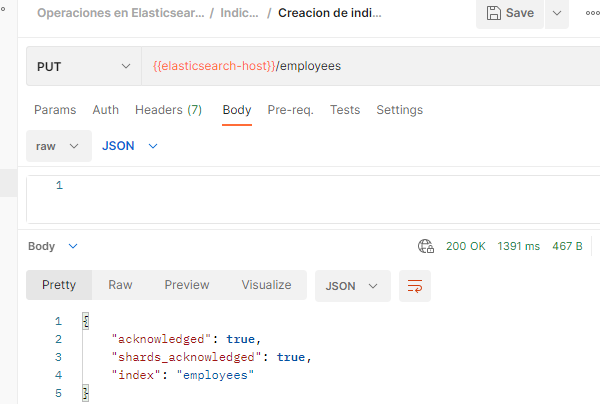 Operaciones en Elasticsear... / Indic... / Creacion de indi... Save
PUT {{elasticsearch-host}}/employees
Params Auth Headers (7) Body Pre-req. Tests Settings
raw JSON
1
Body 200 OK 1391 ms 467 B
Pretty Raw Preview Visualize JSON
1 {
2 "acknowledged": true,
3 "shards_acknowledged": true,
4 "index": "employees"
5 }